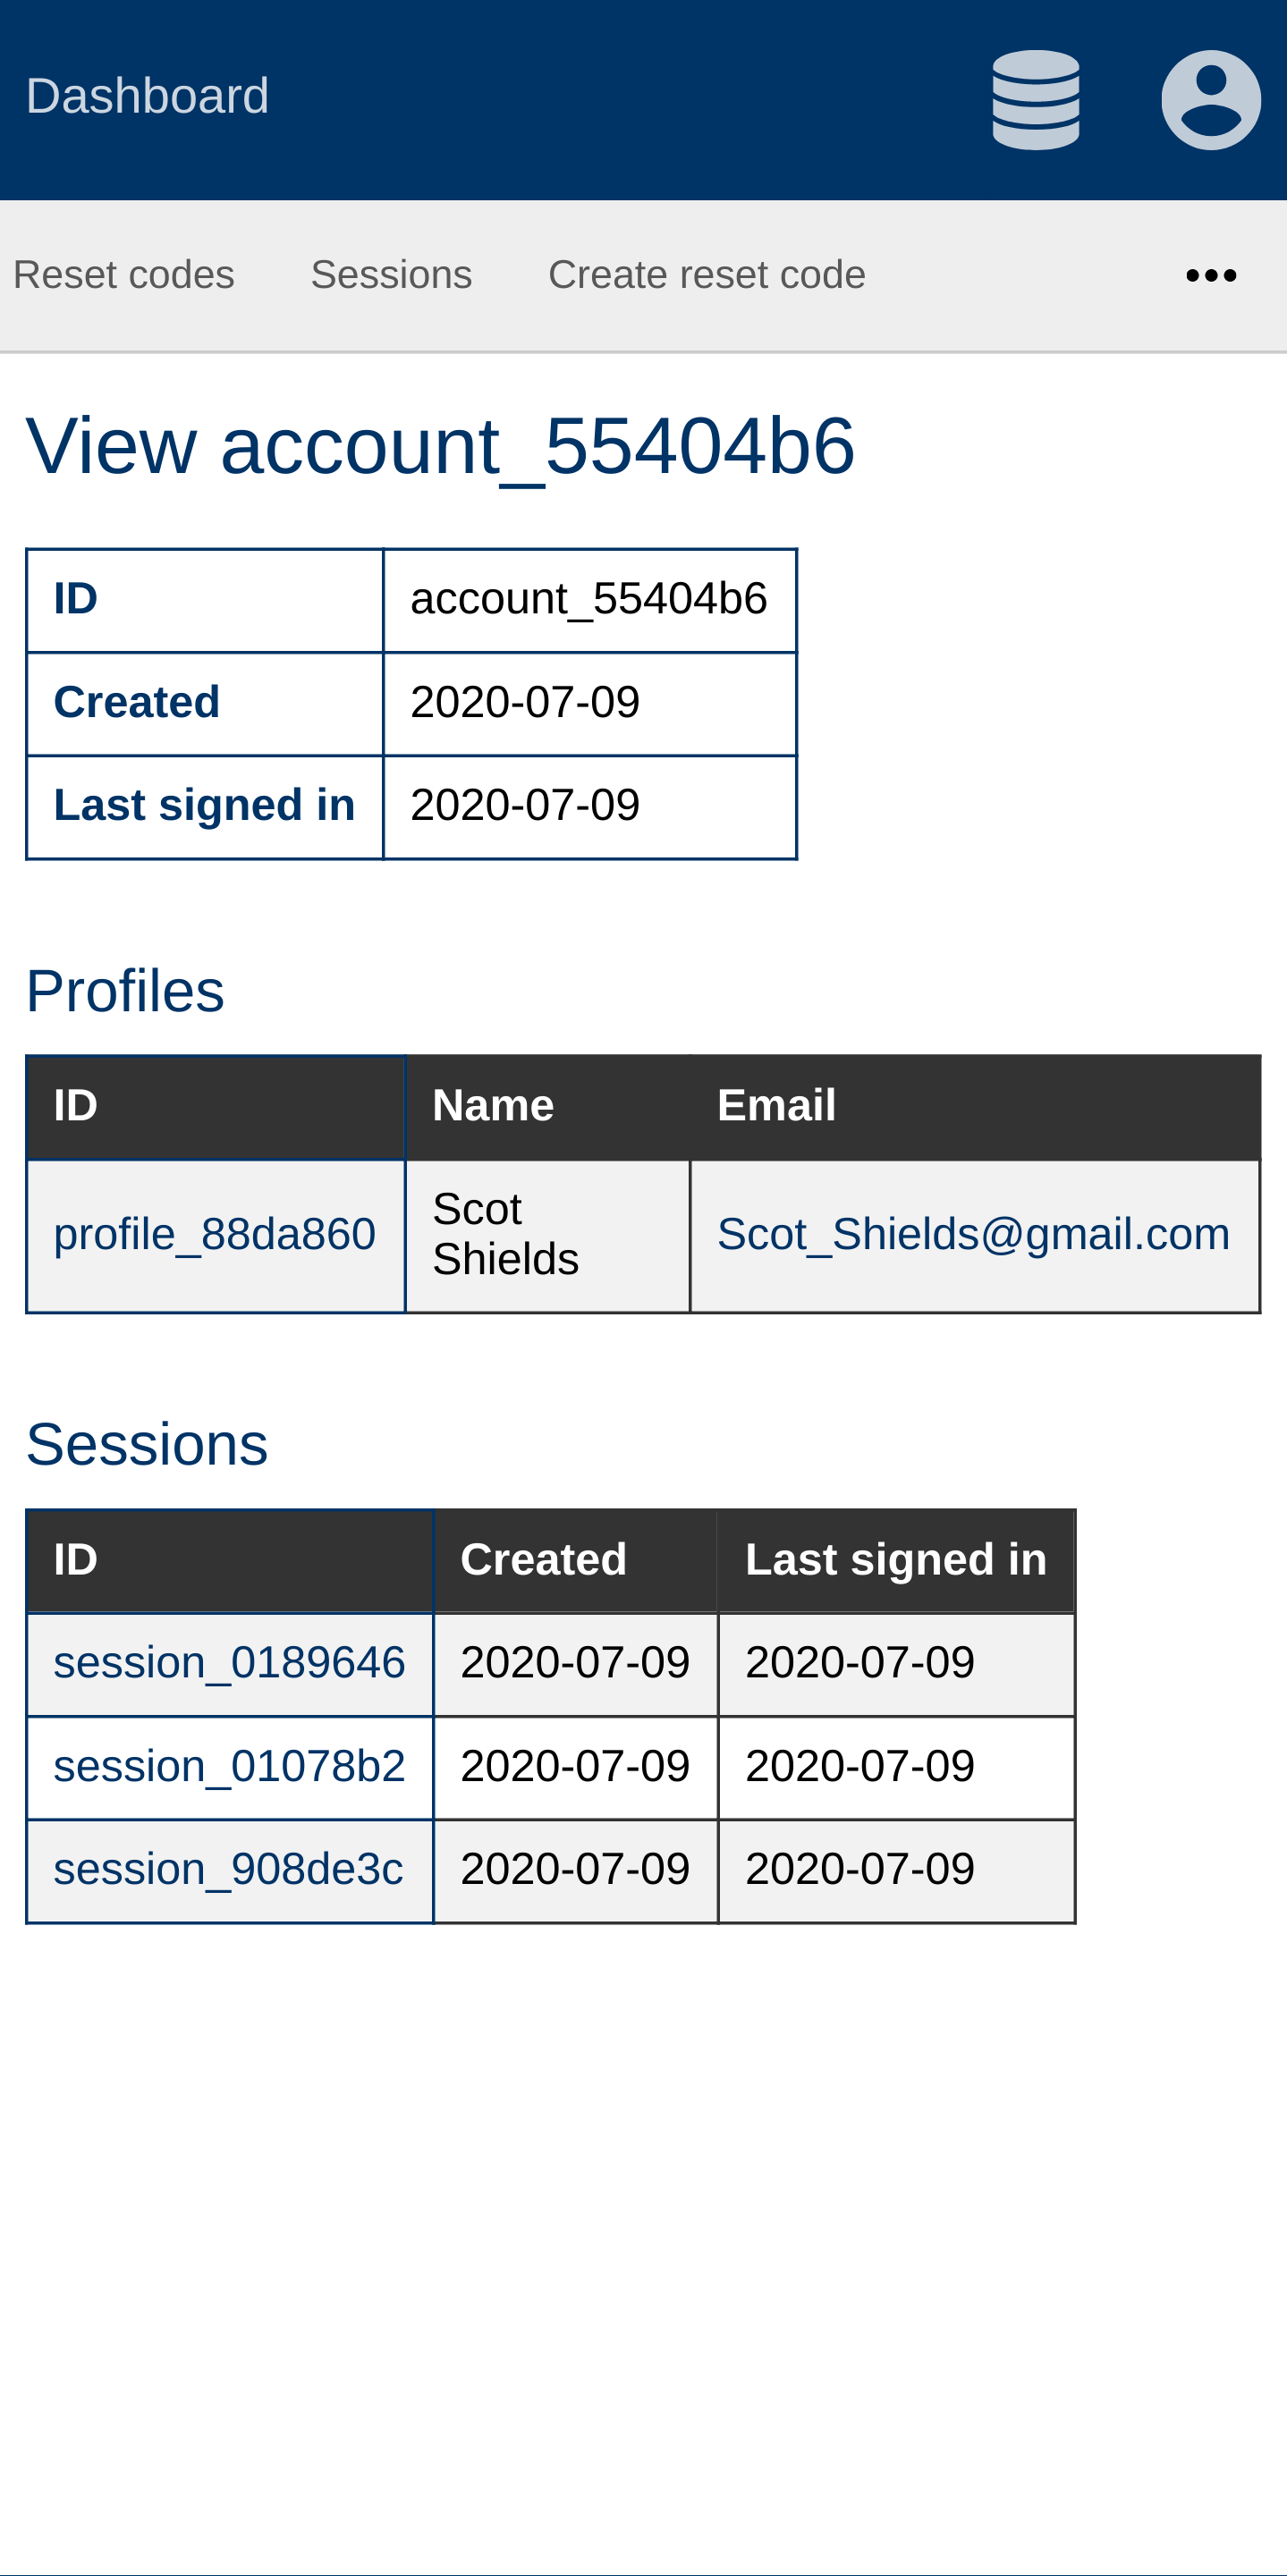 Dashboard
Reset codes Sessions Create reset code •••
View account_55404b6
ID account_55404b6
Created 2020-07-09
Last signed in 2020-07-09
Profiles
ID Name Email
profile_88da860 Scot Shields Scot_Shields@gmail.com
Sessions
ID Created Last signed in
session_0189646 2020-07-09 2020-07-09
session_01078b2 2020-07-09 2020-07-09
session_908de3c 2020-07-09 2020-07-09